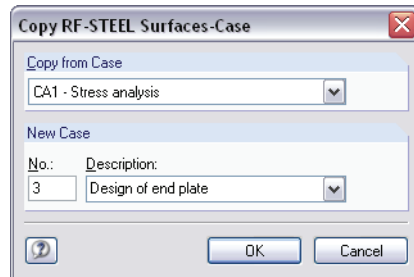 Copy RF-STEEL Surfaces-Case
Copy from Case
CA1 - Stress analysis
New Case
No.: Description:
3 Design of end plate
OK Cancel